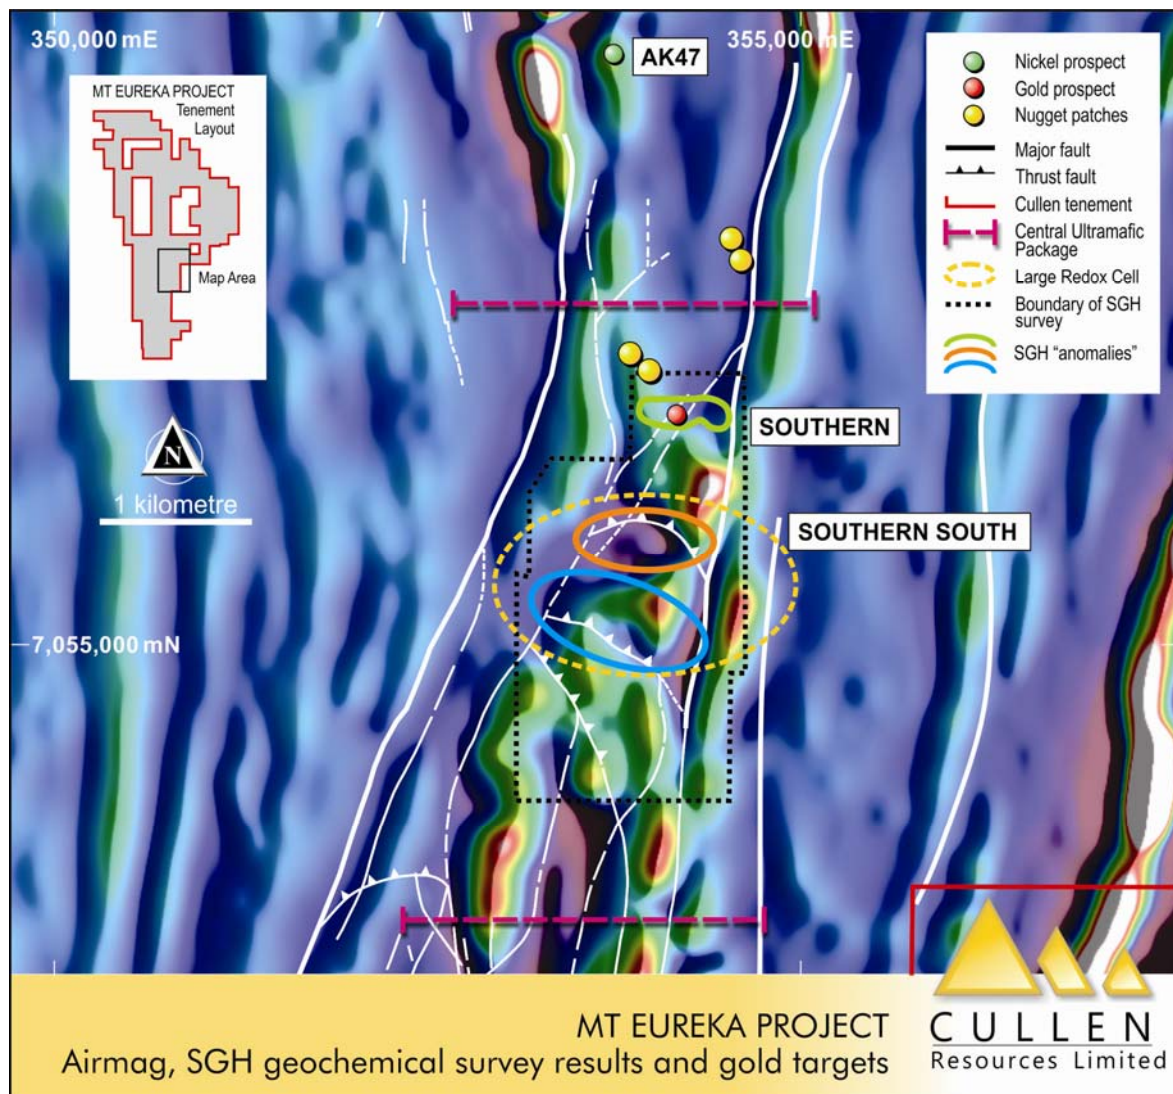 350,000 mE
AK47
355,000 mE
MT EUREKA PROJECT
Tenement
Layout
Map Area
Nickel prospect
Gold prospect
Nugget patches
Major fault
Thrust fault
Cullen tenement
Central Ultramafic
Package
Large Redox Cell
Boundary of SGH
survey
SGH “anomalies”
SOUTHERN
N
1 kilometre
SOUTHERN SOUTH
7,055,000 mN
MT EUREKA PROJECT
Airmag, SGH geochemical survey results and gold targets
CULLEN
Resources Limited